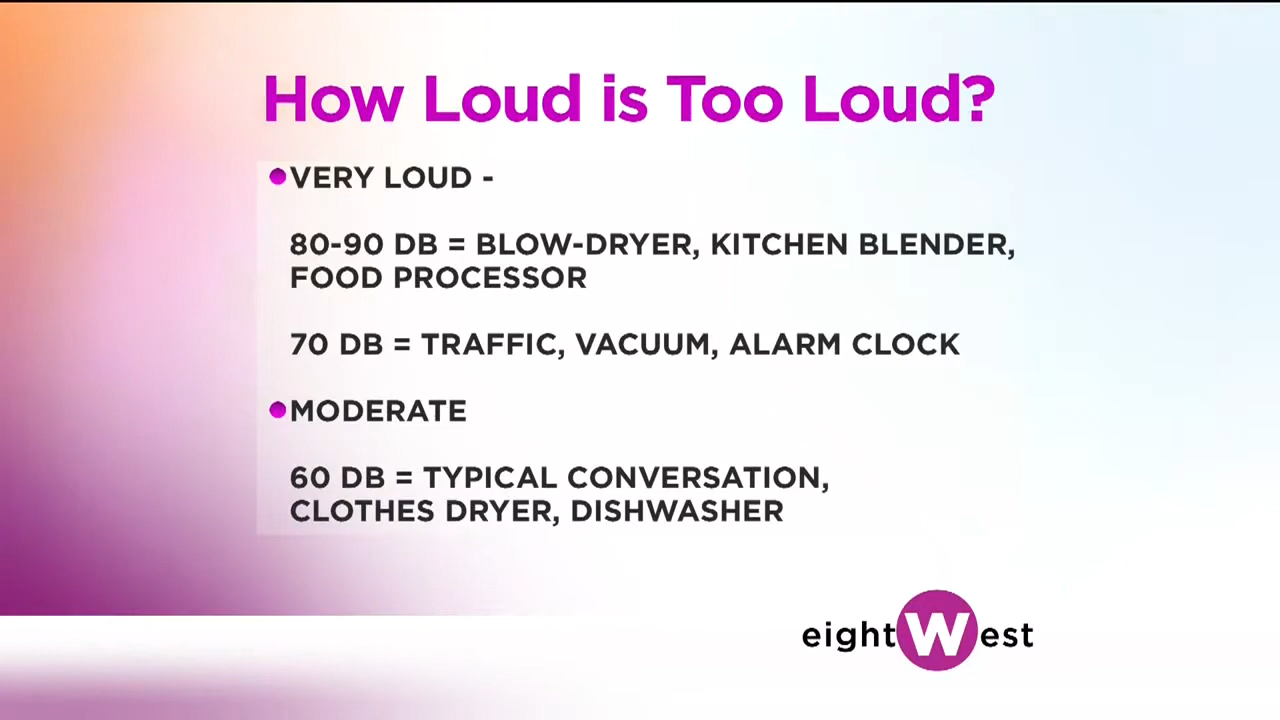 How Loud is Too Loud?
VERY LOUD -
80-90 DB = BLOW-DRYER, KITCHEN BLENDER,
FOOD PROCESSOR
70 DB = TRAFFIC, VACUUM, ALARM CLOCK
MODERATE
60 DB = TYPICAL CONVERSATION,
CLOTHES DRYER, DISHWASHER
eightWest